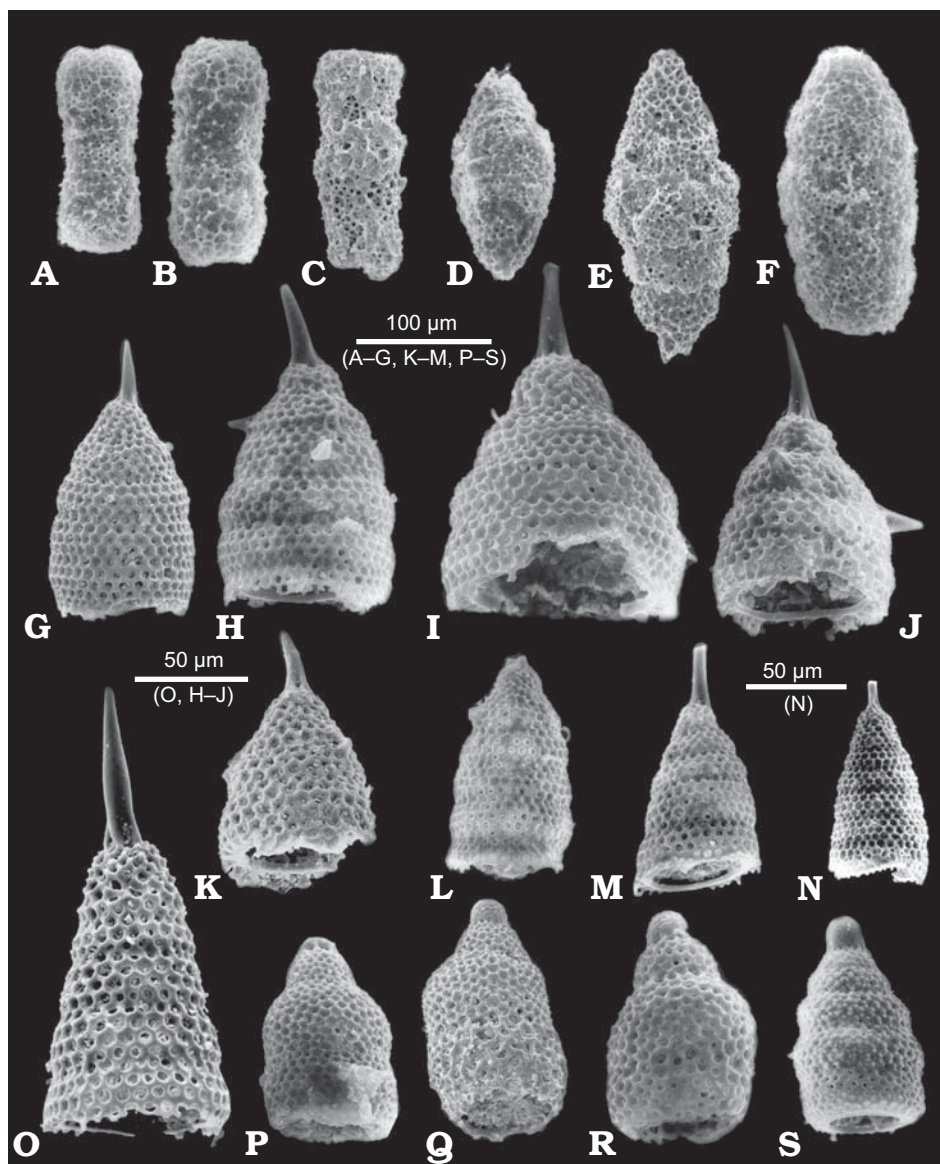 A
B
C
D
E
F
100 µm
(A–G, K–M, P–S)
G
H
I
J
50 µm
(O, H–J)
50 µm
(N)
K
L
M
N
O
P
Q
R
S